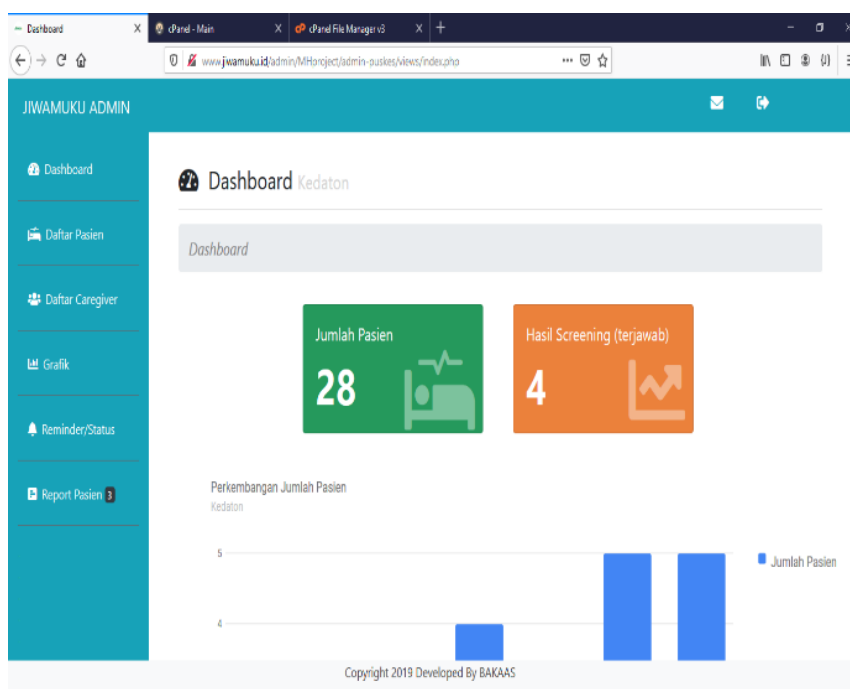 Dashboard
cPanel - Main
cPanel File Manager v3
www.jiwamuku.id/admin/MHproject/admin-puskes/views/index.php
JIWAMUKU ADMIN
Dashboard
Daftar Pasien
Daftar Caregiver
Grafik
Reminder/Status
Report Pasien 3
Dashboard Kedaton
Dashboard
Jumlah Pasien
28
Hasil Screening (terjawab)
4
Perkembangan Jumlah Pasien
Kedaton
5
4
Jumlah Pasien
Copyright 2019 Developed By BAKAAS